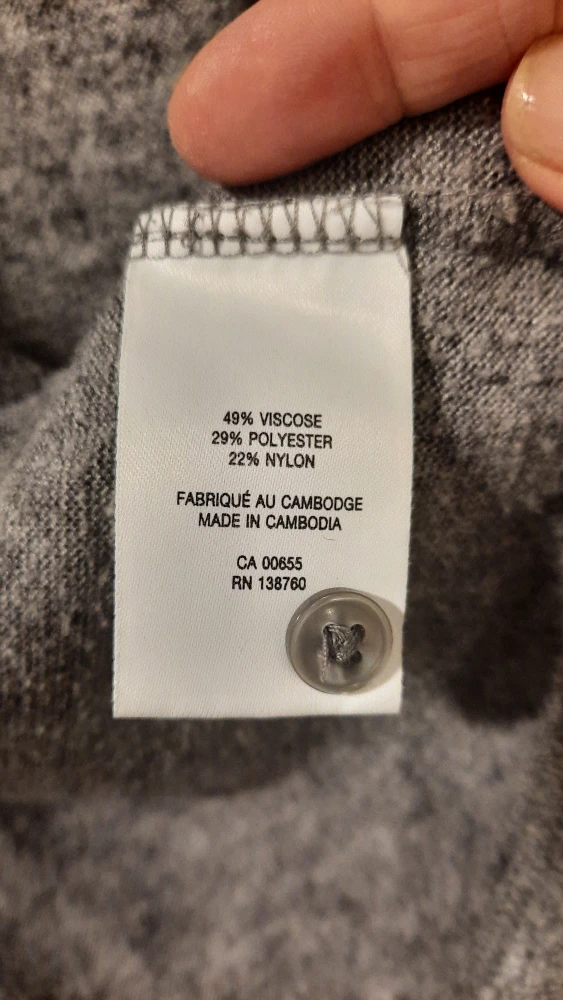 49% VISCOSE
29% POLYESTER
22% NYLON
FABRIQUÉ AU CAMBODGE
MADE IN CAMBODIA
CA 00655
RN 138760